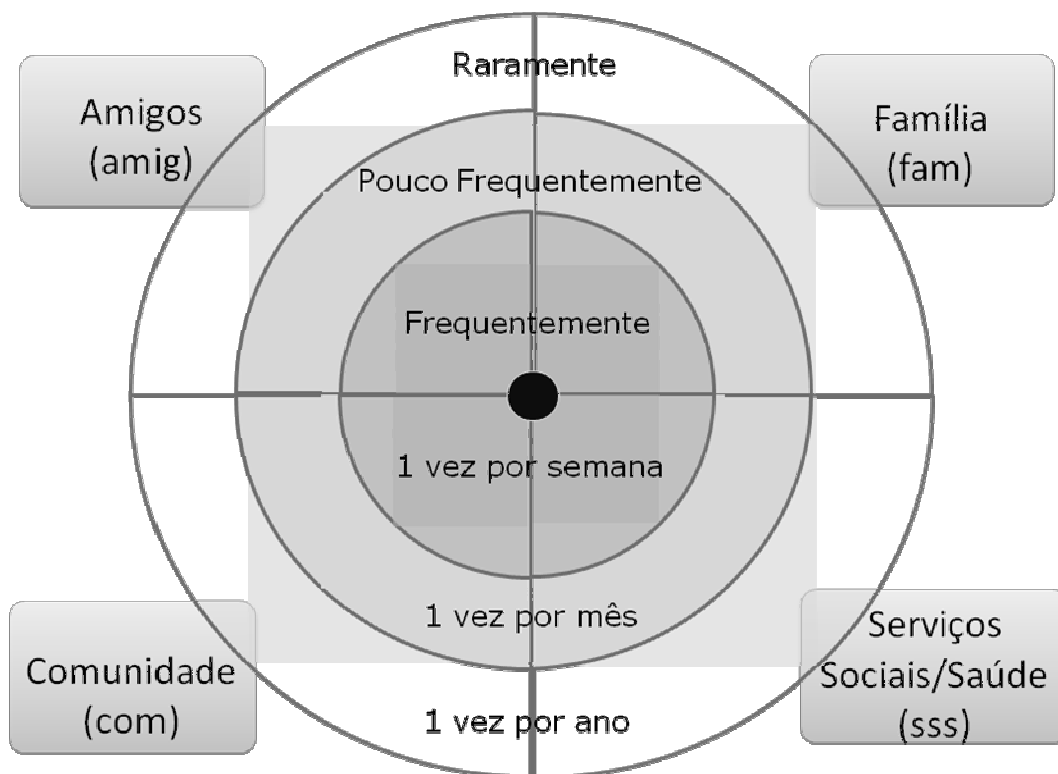 Raramente
Amigos
(amig)
Família
(fam)
Pouco Frequentemente
Frequentemente
1 vez por semana
1 vez por mês
Comunidade
(com)
Serviços
Sociais/Saúde
(sss)
1 vez por ano